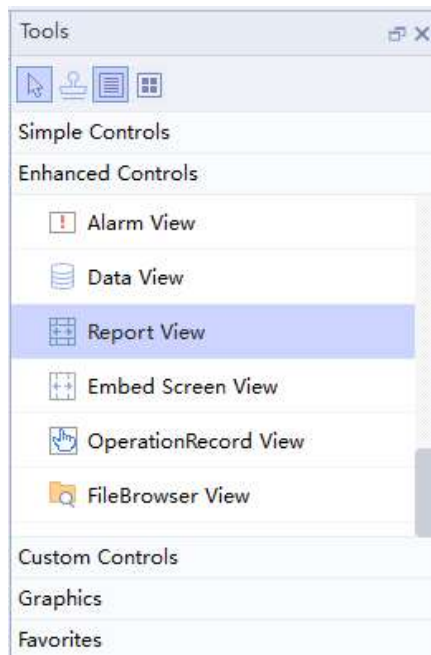 Tools
Simple Controls
Enhanced Controls
Alarm View
Data View
Report View
Embed Screen View
OperationRecord View
FileBrowser View
Custom Controls
Graphics
Favorites